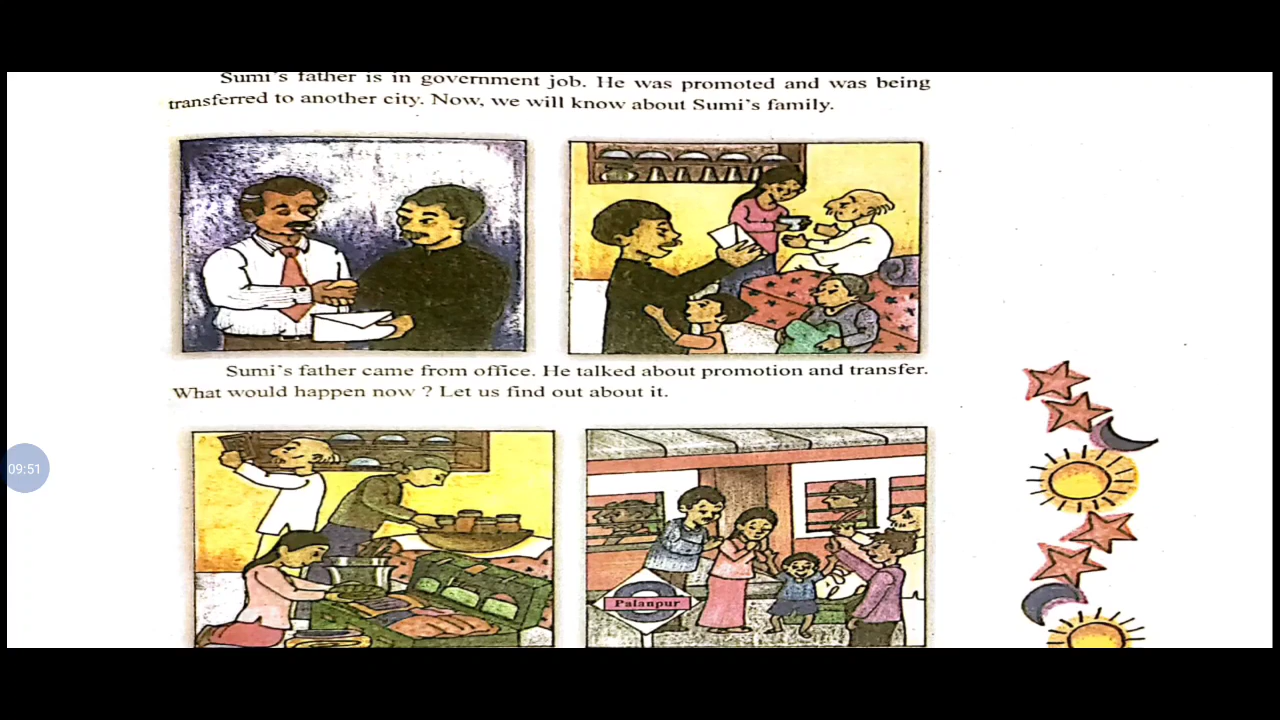 Sumi's father is in government job. He was promoted and was being
transferred to another city. Now, we will know about Sumi's family.
Sumi's father came from office. He talked about promotion and transfer.
What would happen now ? Let us find out about it.
09:51
Palanpur